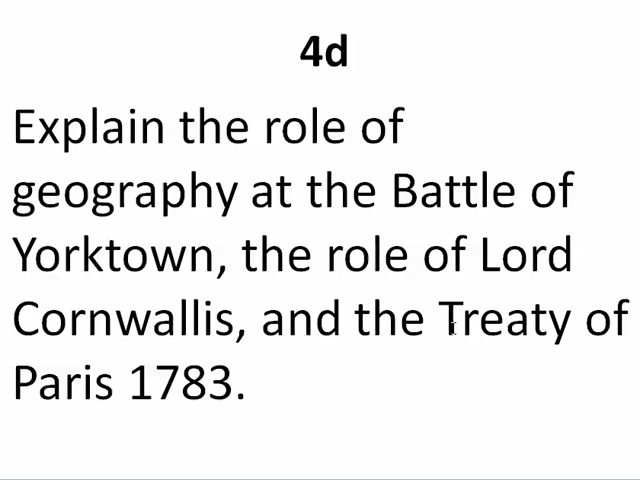 4d
Explain the role of
geography at the Battle of
Yorktown, the role of Lord
Cornwallis, and the Treaty of
Paris 1783.